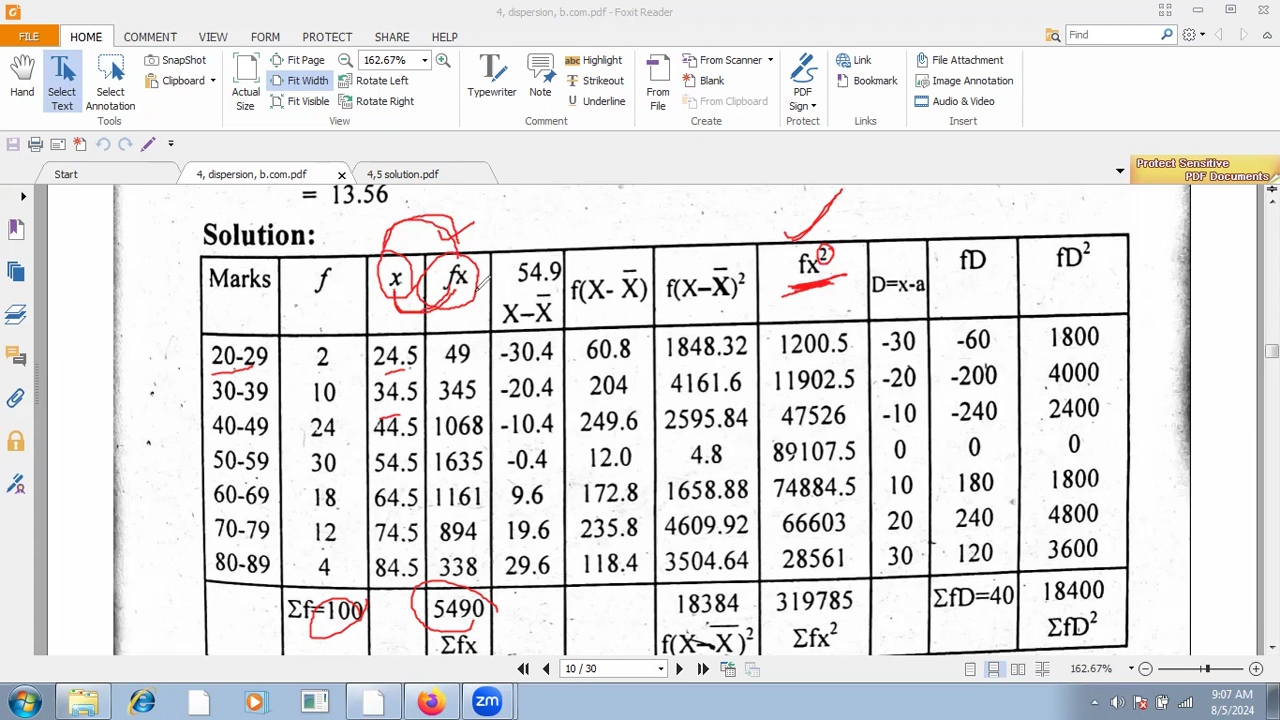 4, dispersion, b.com.pdf - Foxit Reader
FILE HOME COMMENT VIEW FORM PROTECT SHARE HELP
Find
Hand
Select Text
Select Annotation
SnapShot
Clipboard
Tools
Actual Size
Fit Page
Fit Width
Fit Visible
162.67%
Rotate Left
Rotate Right
View
Typewriter
Note
Highlight
Strikeout
Underline
Comment
From File
From Scanner
Blank
From Clipboard
Create
PDF Sign
Protect
Link
Bookmark
Links
File Attachment
Image Annotation
Audio & Video
Insert
Start 4, dispersion, b.com.pdf 4,5 solution.pdf
Protect Sensitive
PDF Documents
= 13.56
Solution:
Marks f x fx 54.9 X–X̅ f(X- X̅) f(X–X̅)² fx² D=x-a fD fD²
20-29 2 24.5 49 -30.4 60.8 1848.32 1200.5 -30 -60 1800
30-39 10 34.5 345 -20.4 204 4161.6 11902.5 -20 -200 4000
40-49 24 44.5 1068 -10.4 249.6 2595.84 47526 -10 -240 2400
50-59 30 54.5 1635 -0.4 12.0 4.8 89107.5 0 0 0
60-69 18 64.5 1161 9.6 172.8 1658.88 74884.5 10 180 1800
70-79 12 74.5 894 19.6 235.8 4609.92 66603 20 240 4800
80-89 4 84.5 338 29.6 118.4 3504.64 28561 30 120 3600
Σf=100 5490 18384 319785 ΣfD=40 18400
Σfx f(X–X̅)² Σfx² ΣfD²
10 / 30
162.67%
zm
9:07 AM
8/5/2024